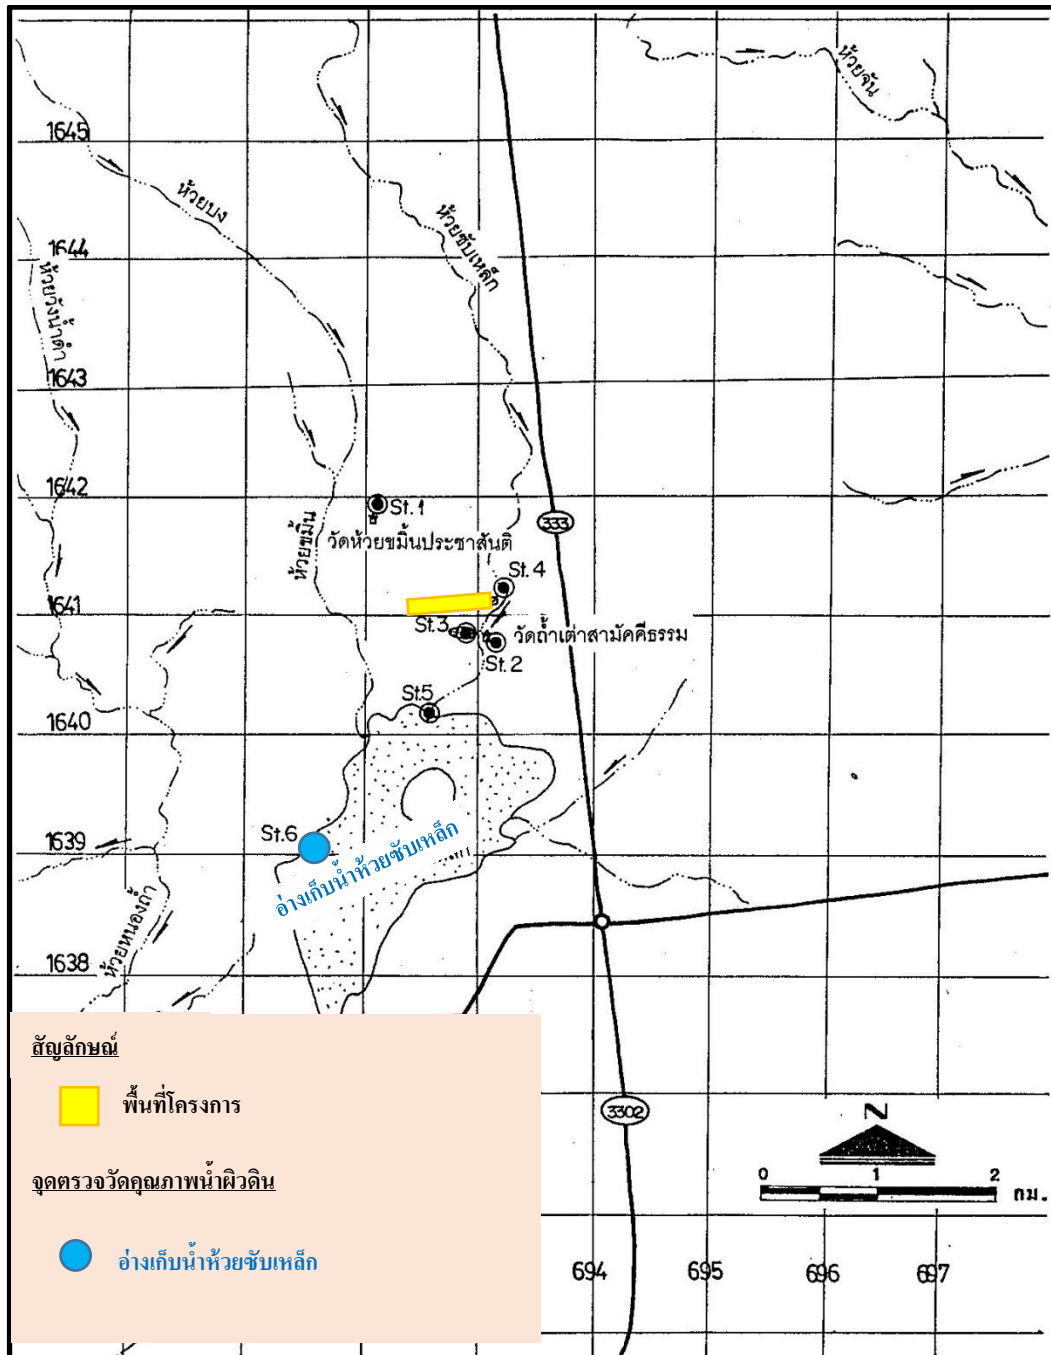 ห้วยจัน
1645
ห้วยบง
ห้วยซับเหล็ก
1644
ห้วยวังน้ำดำ
1643
1642
St.1
333
วัดห้วยขมิ้นประชาสันติ
ห้วยขมิ้น
St.4
1641
St.3
วัดถ้ำเต่าสามัคคีธรรม
St.2
St.5
1640
St.6
1639
อ่างเก็บน้ำห้วยซับเหล็ก
ห้วยหนองถ้ำ
1638
สัญลักษณ์
พื้นที่โครงการ
จุดตรวจวัดคุณภาพน้ำผิวดิน
อ่างเก็บน้ำห้วยซับเหล็ก
3302
N
0 1 2
กม.
694 695 696 697